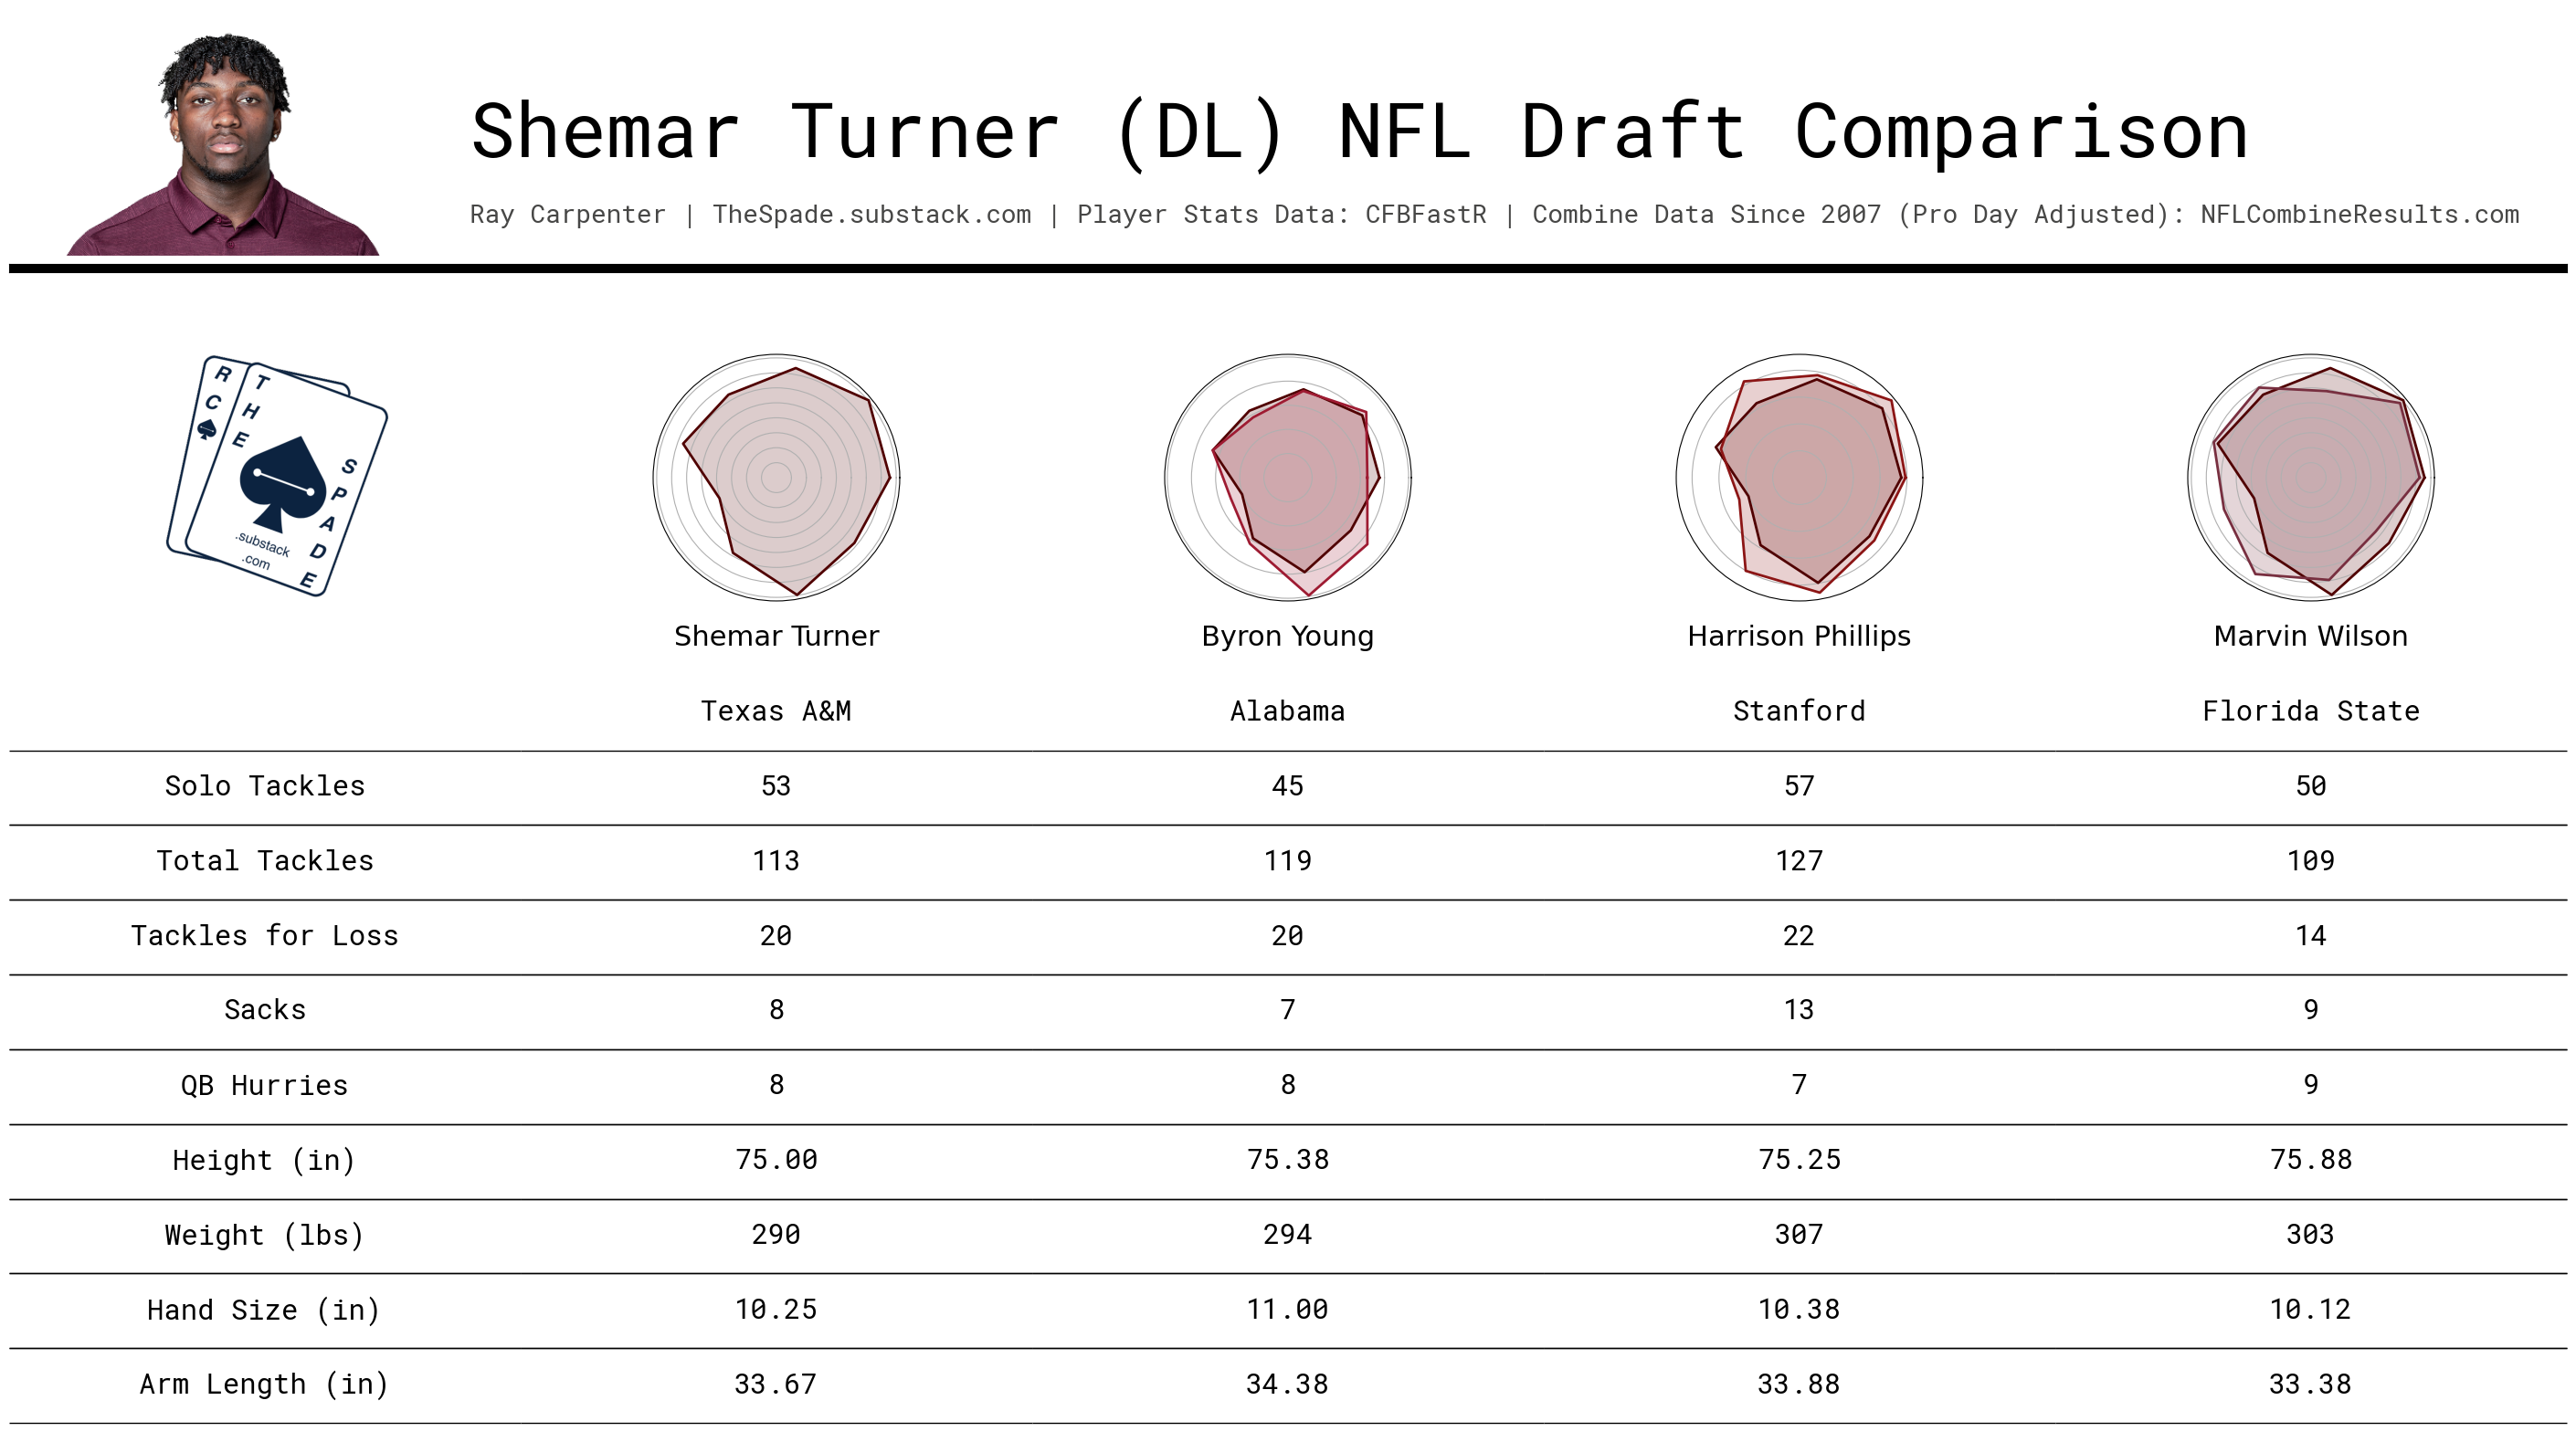 Shemar Turner (DL) NFL Draft Comparison
Ray Carpenter | TheSpade.substack.com | Player Stats Data: CFBFastR | Combine Data Since 2007 (Pro Day Adjusted): NFLCombineResults.com
R C
T H E
S P A D E
.substack
.com
Shemar Turner Byron Young Harrison Phillips Marvin Wilson
Texas A&M Alabama Stanford Florida State
Solo Tackles 53 45 57 50
Total Tackles 113 119 127 109
Tackles for Loss 20 20 22 14
Sacks 8 7 13 9
QB Hurries 8 8 7 9
Height (in) 75.00 75.38 75.25 75.88
Weight (lbs) 290 294 307 303
Hand Size (in) 10.25 11.00 10.38 10.12
Arm Length (in) 33.67 34.38 33.88 33.38